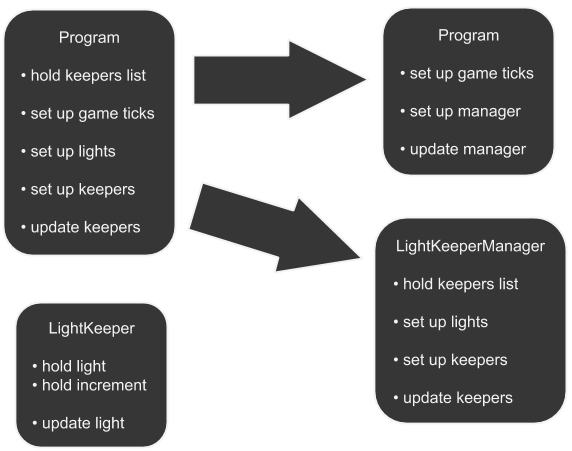 Program
• hold keepers list
• set up game ticks
• set up lights
• set up keepers
• update keepers
LightKeeper
• hold light
• hold increment
• update light
Program
• set up game ticks
• set up manager
• update manager
LightKeeperManager
• hold keepers list
• set up lights
• set up keepers
• update keepers